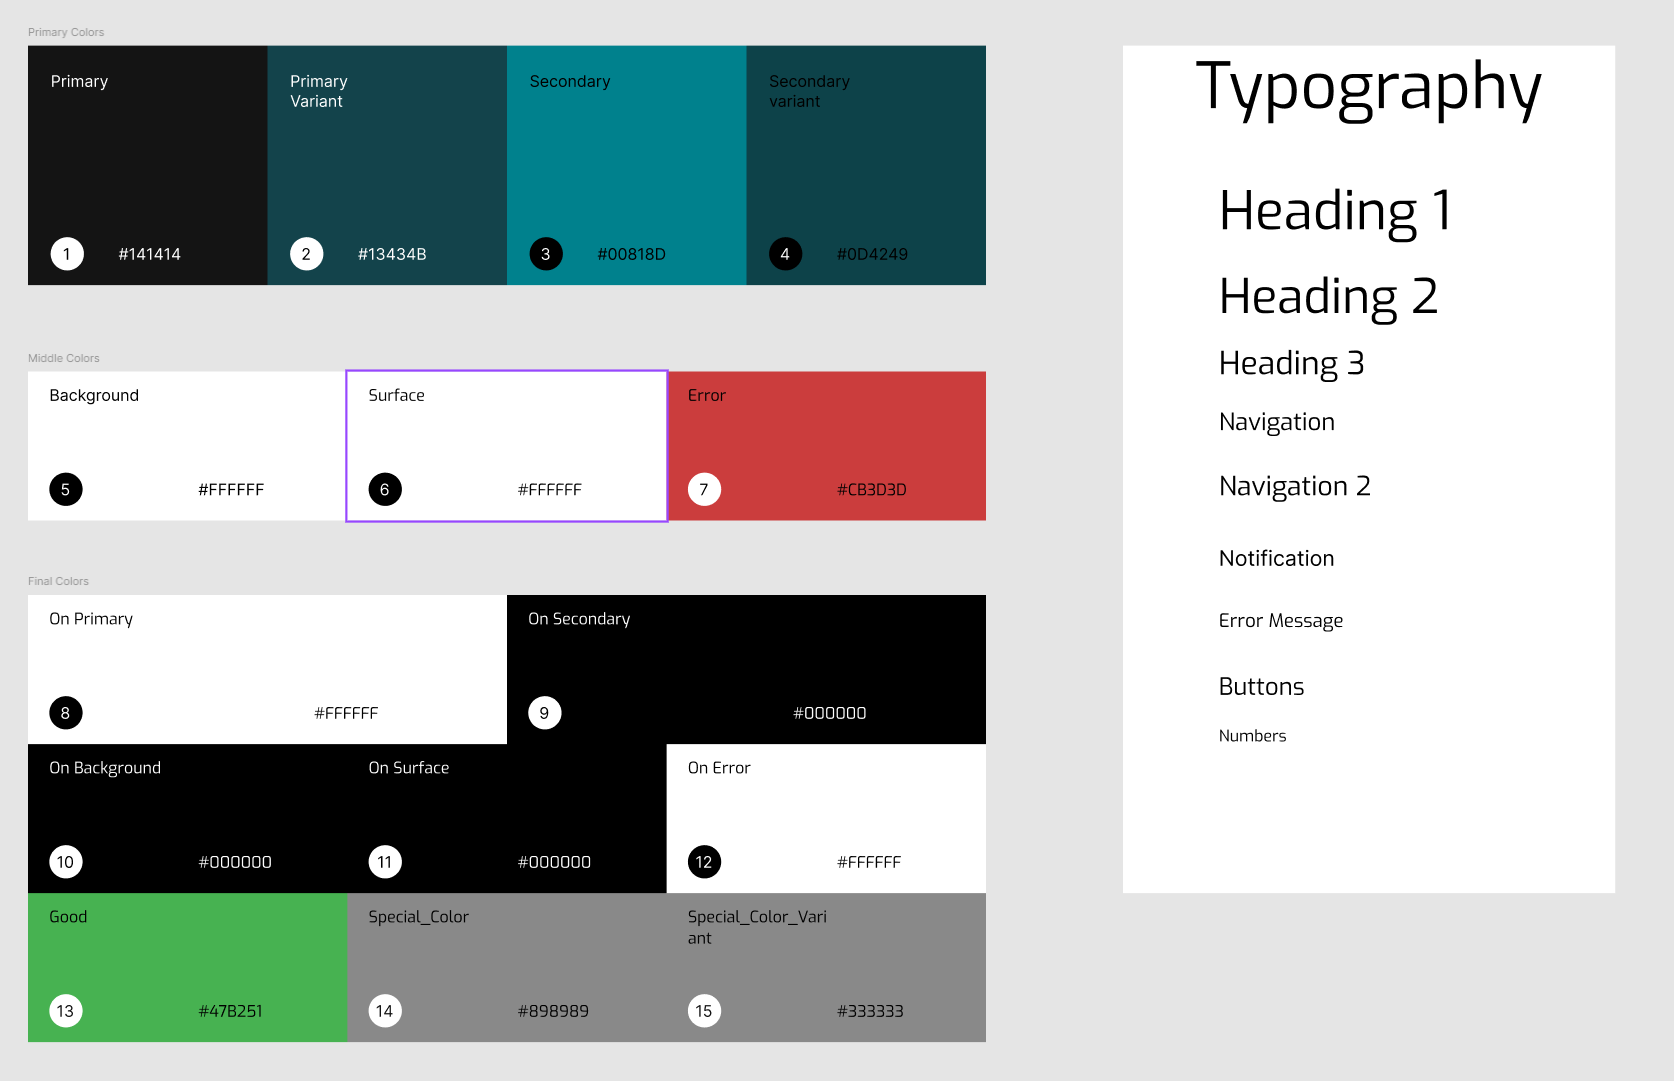 Primary Colors
Primary
1
#141414
Primary
Variant
2
#13434B
Secondary
3
#00818D
Secondary
variant
4
#0D4249
Middle Colors
Background
5
#FFFFFF
Surface
6
#FFFFFF
Error
7
#CB3D3D
Final Colors
On Primary
8
#FFFFFF
On Secondary
9
#000000
On Background
10
#000000
On Surface
11
#000000
On Error
12
#FFFFFF
Good
13
#47B251
Special_Color
14
#898989
Special_Color_Vari
ant
15
#333333
Typography
Heading 1
Heading 2
Heading 3
Navigation
Navigation 2
Notification
Error Message
Buttons
Numbers